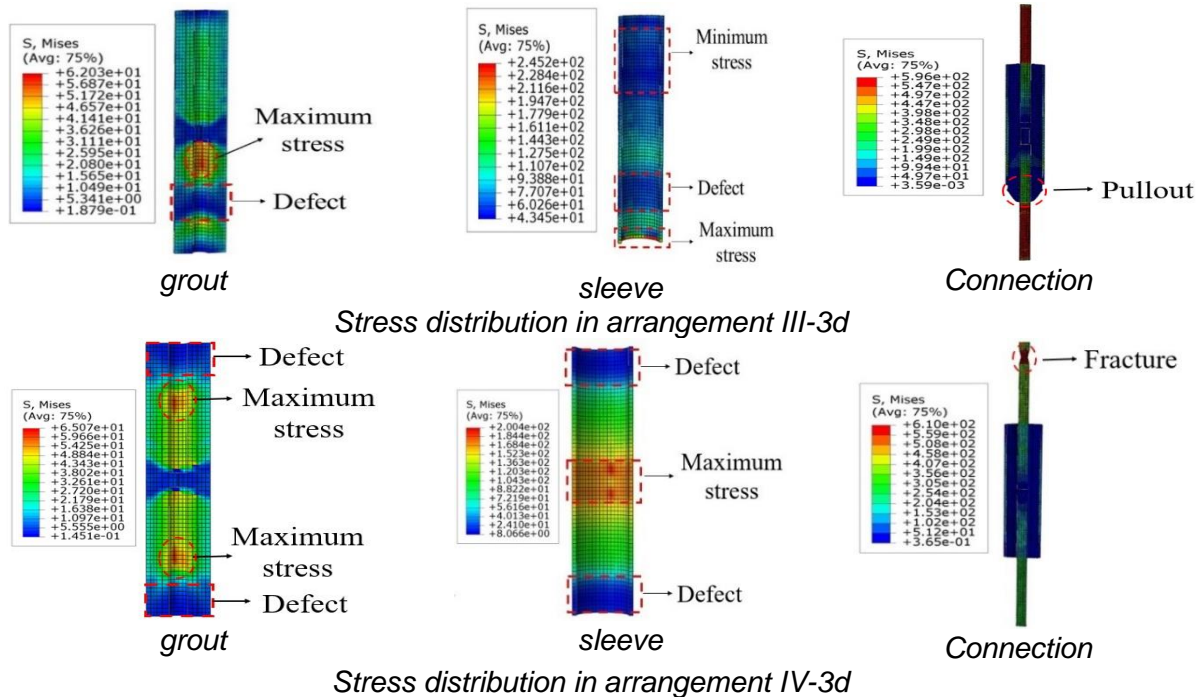 S, Mises
(Avg: 75%)
+6.203e+01
+5.687e+01
+5.172e+01
+4.657e+01
+4.141e+01
+3.626e+01
+3.111e+01
+2.595e+01
+2.080e+01
+1.565e+01
+1.049e+01
+5.341e+00
+1.879e-01
Maximum
stress
Defect
grout
S, Mises
(Avg: 75%)
+2.452e+02
+2.284e+02
+2.116e+02
+1.947e+02
+1.779e+02
+1.611e+02
+1.443e+02
+1.275e+02
+1.107e+02
+9.388e+01
+7.707e+01
+6.026e+01
+4.345e+01
Minimum
stress
Defect
Maximum
stress
sleeve
S, Mises
(Avg: 75%)
+5.96e+02
+5.47e+02
+4.97e+02
+4.47e+02
+3.98e+02
+3.48e+02
+2.98e+02
+2.49e+02
+1.99e+02
+1.49e+02
+9.94e+01
+4.97e+01
+3.59e-03
Pullout
Connection
Stress distribution in arrangement III-3d
S, Mises
(Avg: 75%)
+6.507e+01
+5.966e+01
+5.425e+01
+4.884e+01
+4.343e+01
+3.802e+01
+3.261e+01
+2.720e+01
+2.179e+01
+1.638e+01
+1.097e+01
+5.555e+00
+1.451e-01
Defect
Maximum
stress
Maximum
stress
Defect
grout
S, Mises
(Avg: 75%)
+2.004e+02
+1.844e+02
+1.684e+02
+1.523e+02
+1.363e+02
+1.203e+02
+1.043e+02
+8.822e+01
+7.219e+01
+5.616e+01
+4.013e+01
+2.410e+01
+8.066e+00
Defect
Maximum
stress
Defect
sleeve
S, Mises
(Avg: 75%)
+6.10e+02
+5.59e+02
+5.08e+02
+4.58e+02
+4.07e+02
+3.56e+02
+3.05e+02
+2.54e+02
+2.04e+02
+1.53e+02
+1.02e+02
+5.12e+01
+3.65e-01
Fracture
Connection
Stress distribution in arrangement IV-3d